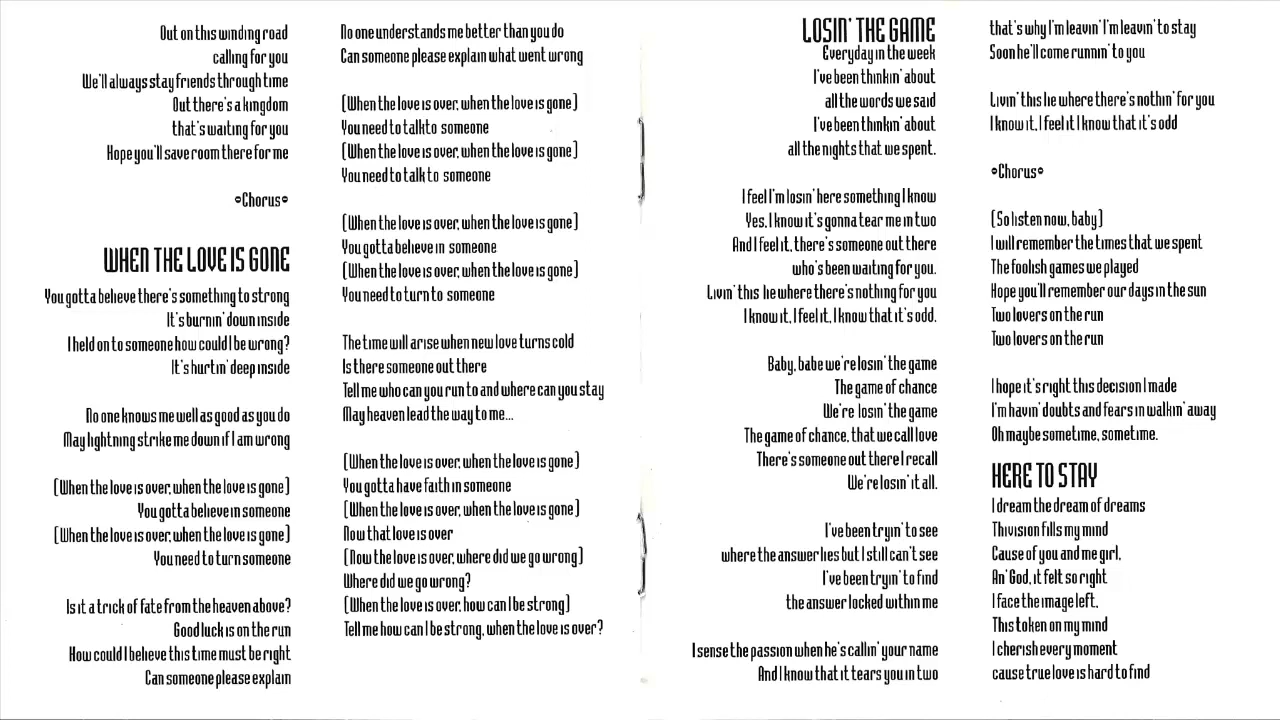 Out on this winding road
calling for you
We'll always stay friends through time
Out there's a kingdom
that's waiting for you
Hope you'll save room there for me
•Chorus•
WHEN THE LOVE IS GONE
You gotta believe there's something to strong
It's burnin' down inside
I held on to someone how could I be wrong?
It's hurtin' deep inside
No one knows me well as good as you do
May lightning strike me down if I am wrong
(When the love is over, when the love is gone)
You gotta believe in someone
(When the love is over, when the love is gone)
You need to turn someone
Is it a trick of fate from the heaven above?
Good luck is on the run
How could I believe this time must be right
Can someone please explain
No one understands me better than you do
Can someone please explain what went wrong
(When the love is over, when the love is gone)
You need to talk to someone
(When the love is over, when the love is gone)
You need to talk to someone
(When the love is over, when the love is gone)
You gotta believe in someone
(When the love is over, when the love is gone)
You need to turn to someone
The time will arise when new love turns cold
Is there someone out there
Tell me who can you run to and where can you stay
May heaven lead the way to me...
(When the love is over, when the love is gone)
You gotta have faith in someone
(When the love is over, when the love is gone)
Now that love is over
(Now the love is over, where did we go wrong)
Where did we go wrong?
(When the love is over, how can I be strong)
Tell me how can I be strong, when the love is over?
LOSIN' THE GAME
Everyday in the week
I've been thinkin' about
all the words we said
I've been thinkin' about
all the nights that we spent.
I feel I'm losin' here something I know
Yes, I know it's gonna tear me in two
And I feel it, there's someone out there
who's been waiting for you.
Livin' this lie where there's nothing for you
I know it, I feel it, I know that it's odd.
Baby, babe we're losin' the game
The game of chance
We're losin' the game
The game of chance, that we call love
There's someone out there I recall
We're losin' it all.
I've been tryin' to see
where the answer lies but I still can't see
I've been tryin' to find
the answer locked within me
I sense the passion when he's callin' your name
And I know that it tears you in two
that's why I'm leavin' I'm leavin' to stay
Soon he'll come runnin' to you
Livin' this lie where there's nothin' for you
I know it, I feel it I know that it's odd
•Chorus•
(So listen now, baby)
I will remember the times that we spent
The foolish games we played
Hope you'll remember our days in the sun
Two lovers on the run
Two lovers on the run
I hope it's right this decision I made
I'm havin' doubts and fears in walkin' away
Oh maybe sometime, sometime.
HERE TO STAY
I dream the dream of dreams
Thivision fills my mind
Cause of you and me girl,
An' God, it felt so right
I face the image left,
This token on my mind
I cherish every moment
cause true love is hard to find